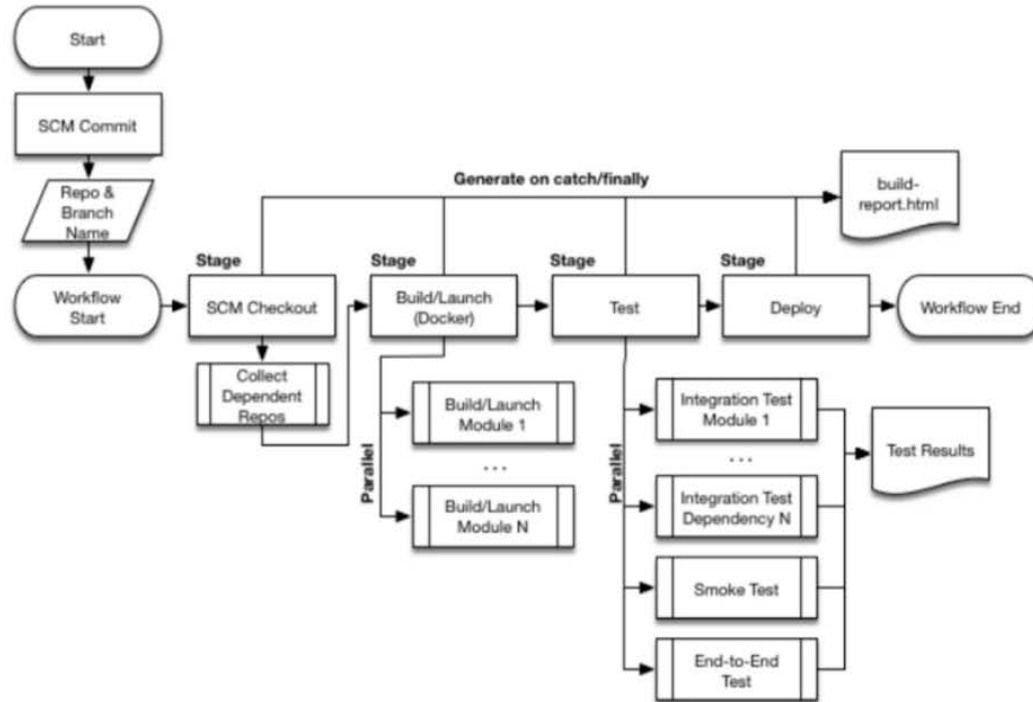 Start
SCM Commit
Repo &
Branch
Name
Generate on catch/finally
build-
report.html
Workflow
Start
Stage
SCM Checkout
Stage
Build/Launch
(Docker)
Stage
Test
Stage
Deploy
Workflow End
Collect
Dependent
Repos
Parallel
Build/Launch
Module 1
...
Build/Launch
Module N
Parallel
Integration Test
Module 1
...
Integration Test
Dependency N
Smoke Test
End-to-End
Test
Test Results